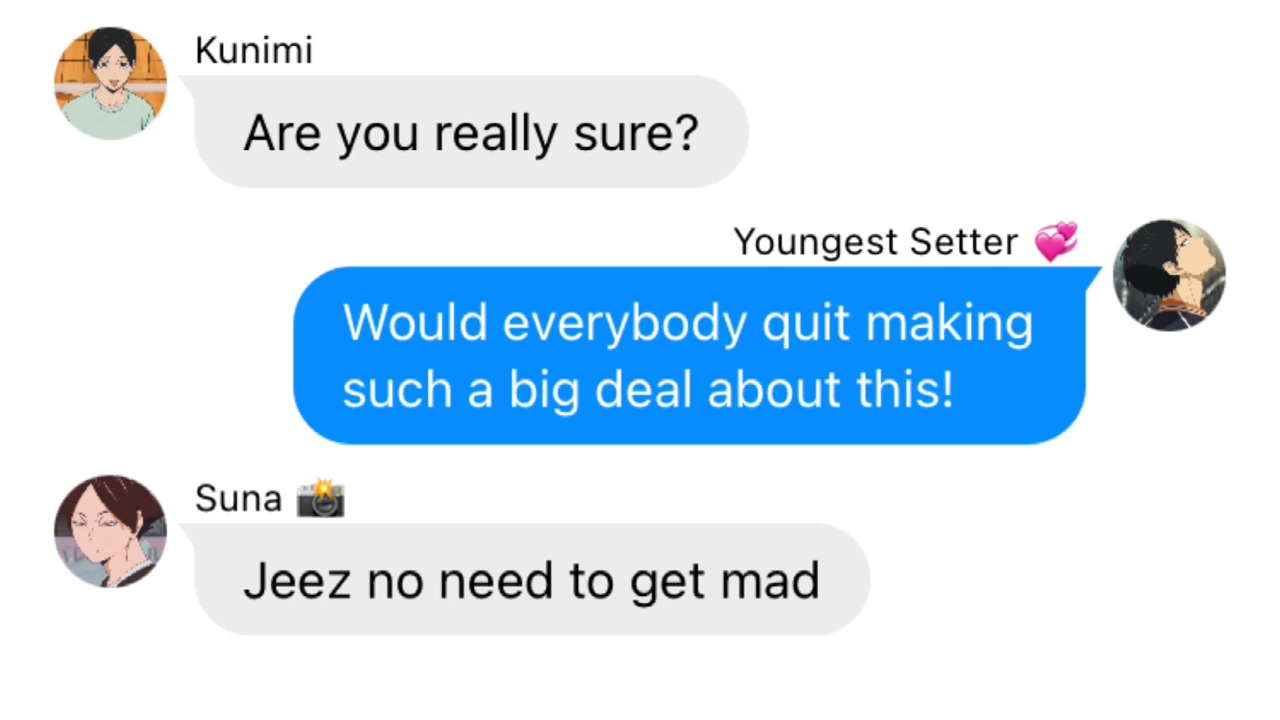 Kunimi
Are you really sure?
Youngest Setter 💞
Would everybody quit making
such a big deal about this!
Suna 📸
Jeez no need to get mad